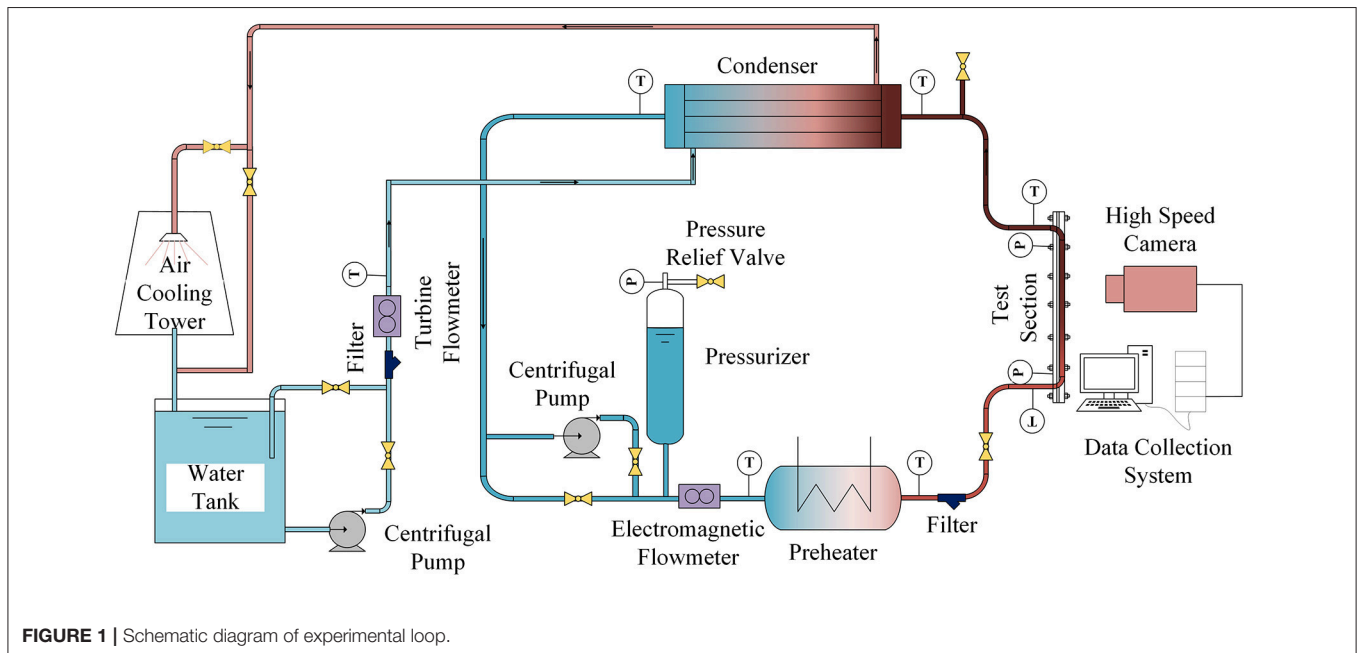 Condenser
T
T
T
High Speed
Camera
Pressure
Relief Valve
P
P
Air
Cooling
Tower
T
Turbine
Flowmeter
Filter
Test
Section
Pressurizer
Centrifugal
Pump
P
T
Data Collection
System
Water
Tank
Centrifugal
Pump
T
T
Electromagnetic
Flowmeter
Preheater
Filter
FIGURE 1 | Schematic diagram of experimental loop.